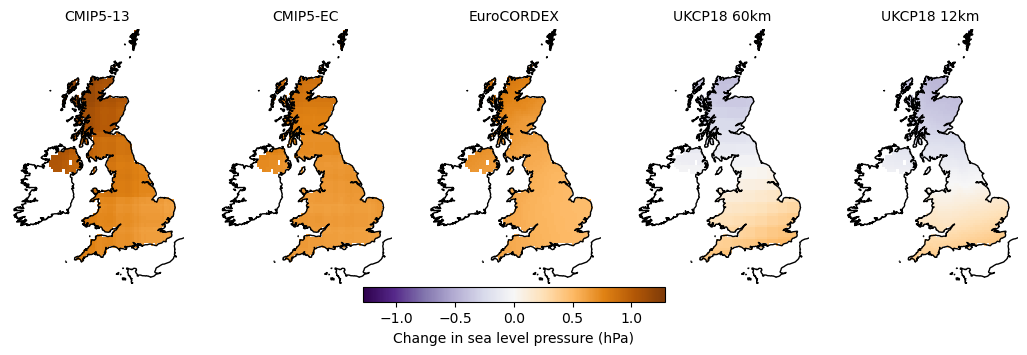 CMIP5-13 CMIP5-EC EuroCORDEX UKCP18 60km UKCP18 12km
−1.0 −0.5 0.0 0.5 1.0
Change in sea level pressure (hPa)